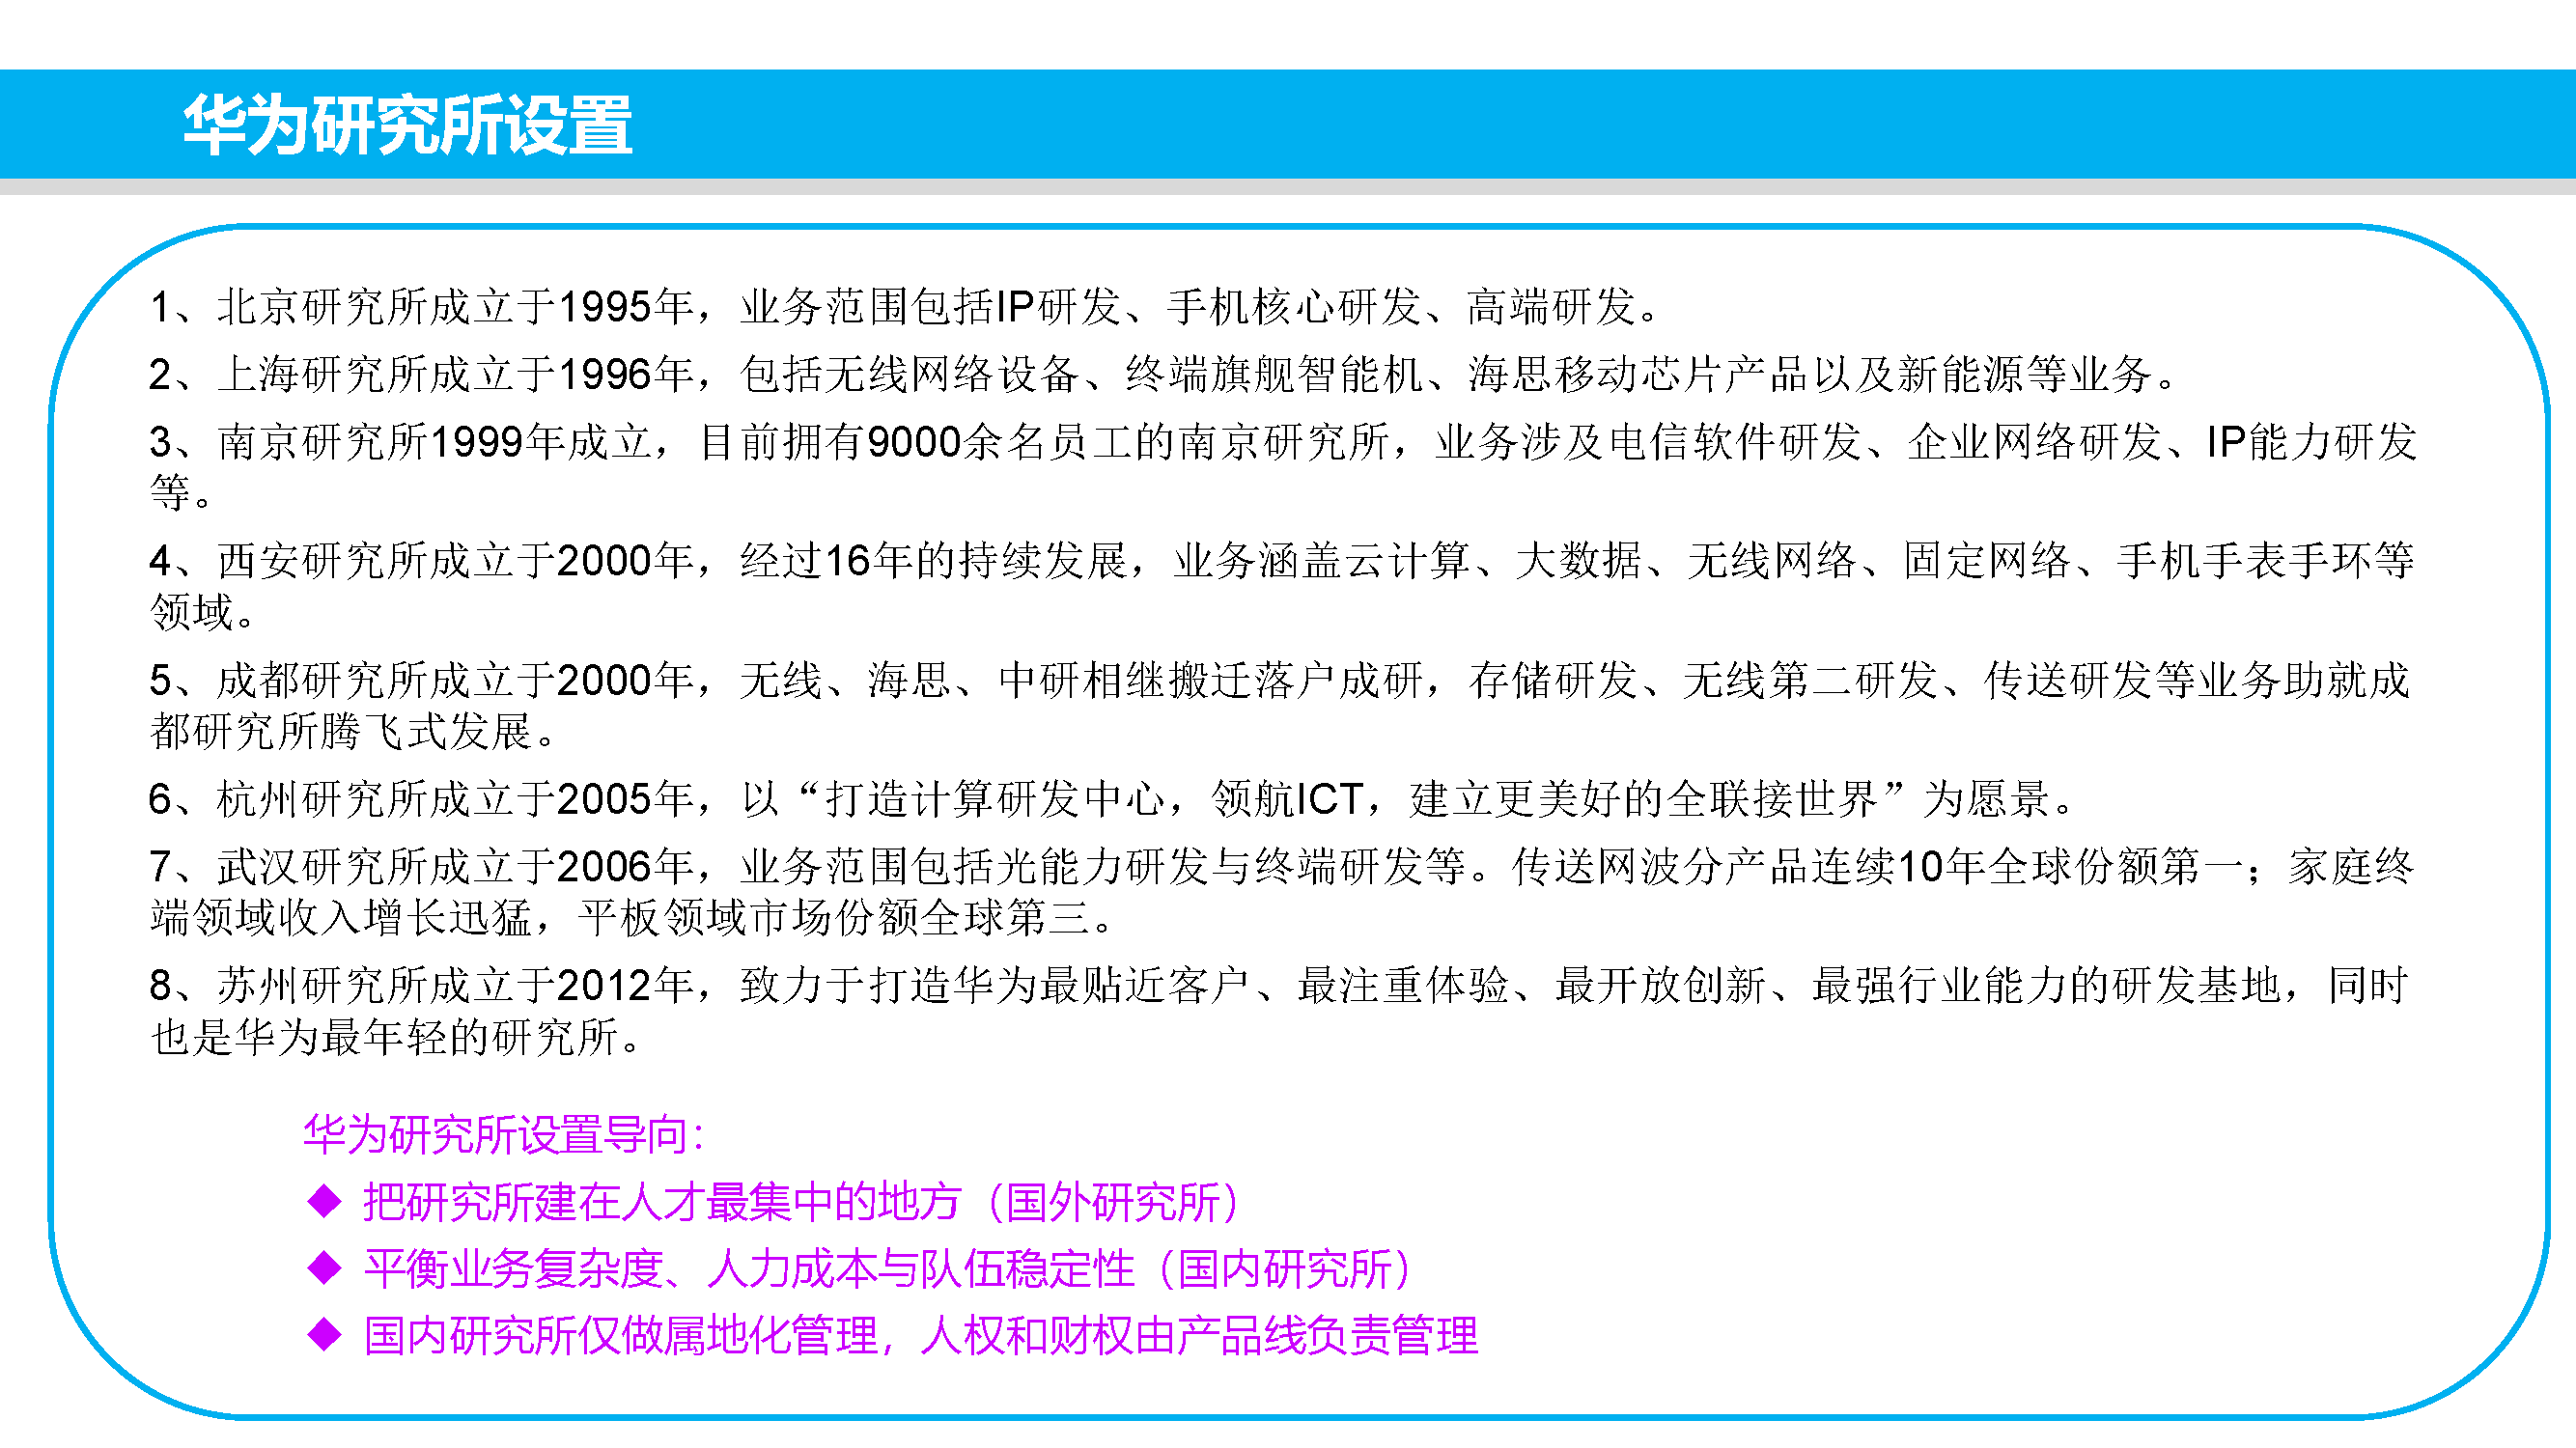 华为研究所设置
1、北京研究所成立于1995年，业务范围包括IP研发、手机核心研发、高端研发。
2、上海研究所成立于1996年，包括无线网络设备、终端旗舰智能机、海思移动芯片产品以及新能源等业务。
3、南京研究所1999年成立，目前拥有9000余名员工的南京研究所，业务涉及电信软件研发、企业网络研发、IP能力研发
等。
4、西安研究所成立于2000年，经过16年的持续发展，业务涵盖云计算、大数据、无线网络、固定网络、手机手表手环等
领域。
5、成都研究所成立于2000年，无线、海思、中研相继搬迁落户成研，存储研发、无线第二研发、传送研发等业务助就成
都研究所腾飞式发展。
6、杭州研究所成立于2005年，以“打造计算研发中心，领航ICT，建立更美好的全联接世界”为愿景。
7、武汉研究所成立于2006年，业务范围包括光能力研发与终端研发等。传送网波分产品连续10年全球份额第一；家庭终
端领域收入增长迅猛，平板领域市场份额全球第三。
8、苏州研究所成立于2012年，致力于打造华为最贴近客户、最注重体验、最开放创新、最强行业能力的研发基地，同时
也是华为最年轻的研究所。
华为研究所设置导向：
◆ 把研究所建在人才最集中的地方（国外研究所）
◆ 平衡业务复杂度、人力成本与队伍稳定性（国内研究所）
◆ 国内研究所仅做属地化管理，人权和财权由产品线负责管理